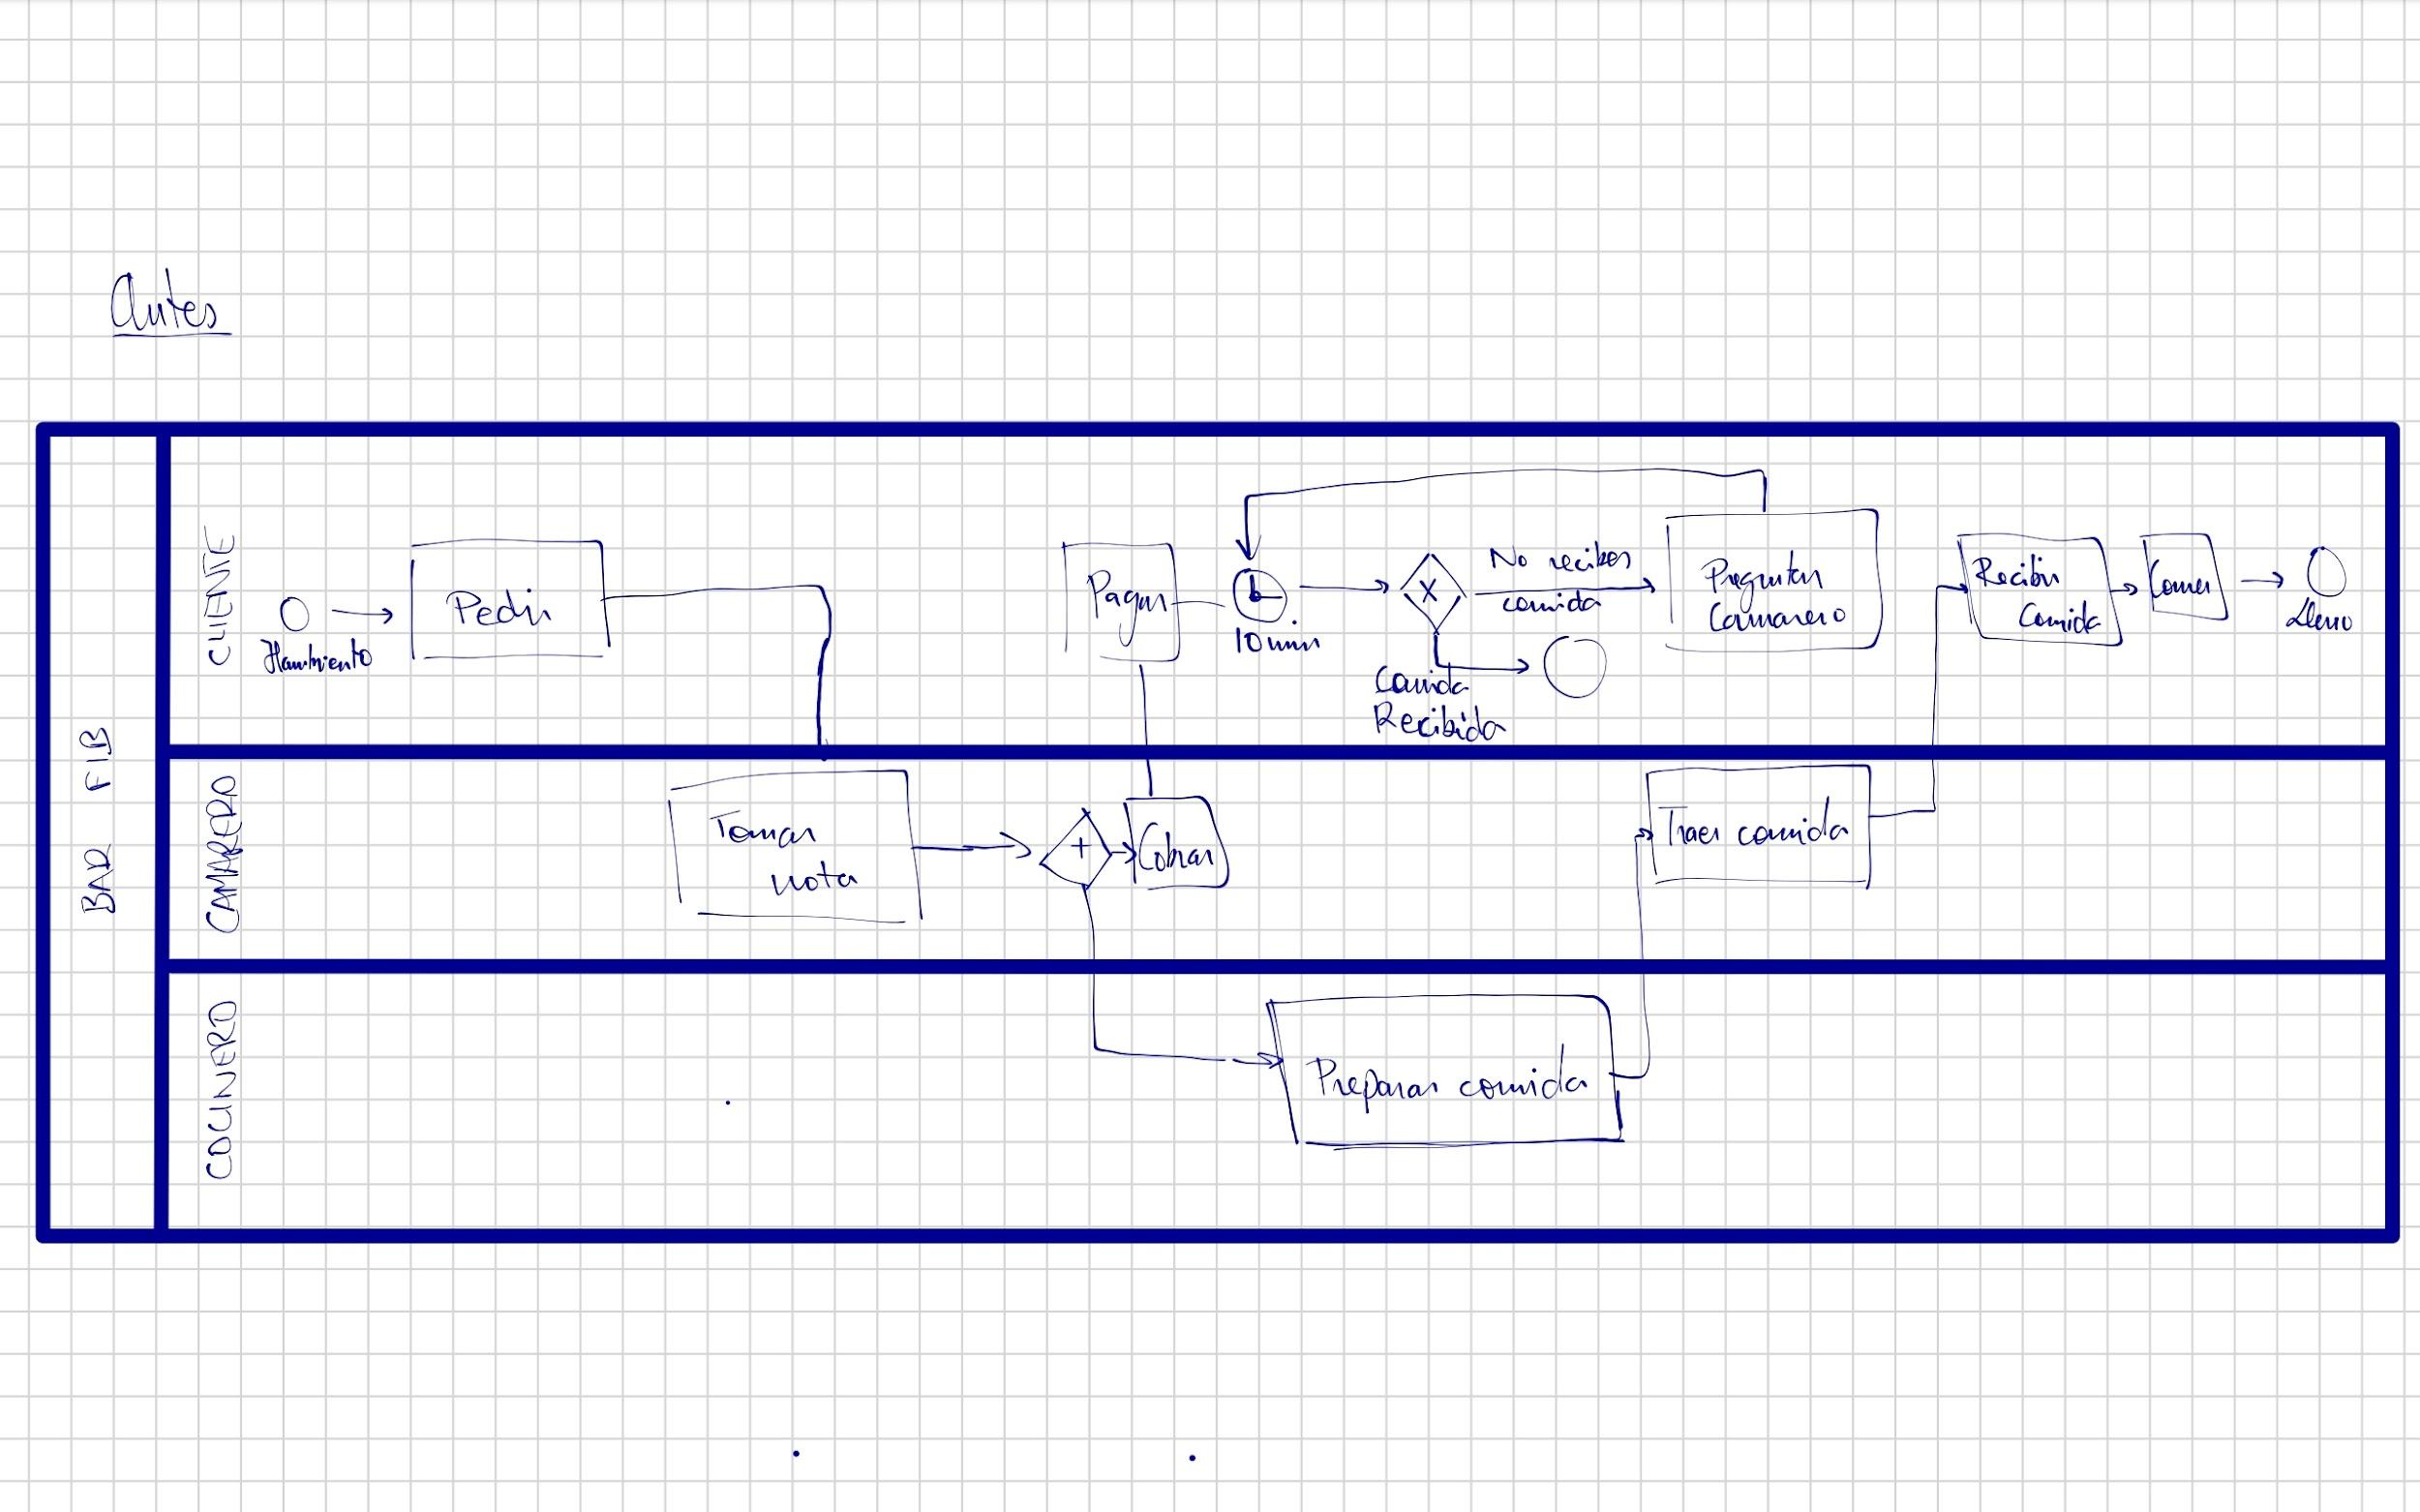 Antes
BAR FIB
CLIENTE
Hambriento
Pedir
Pagar
10 min
X
No recibes
comida
Comida
Recibida
Preguntar
Camarero
Recibir
Comida
Comer
Lleno
CAMARERO
Tomar
nota
+
Cobrar
Traer comida
COCINERO
Preparar comida